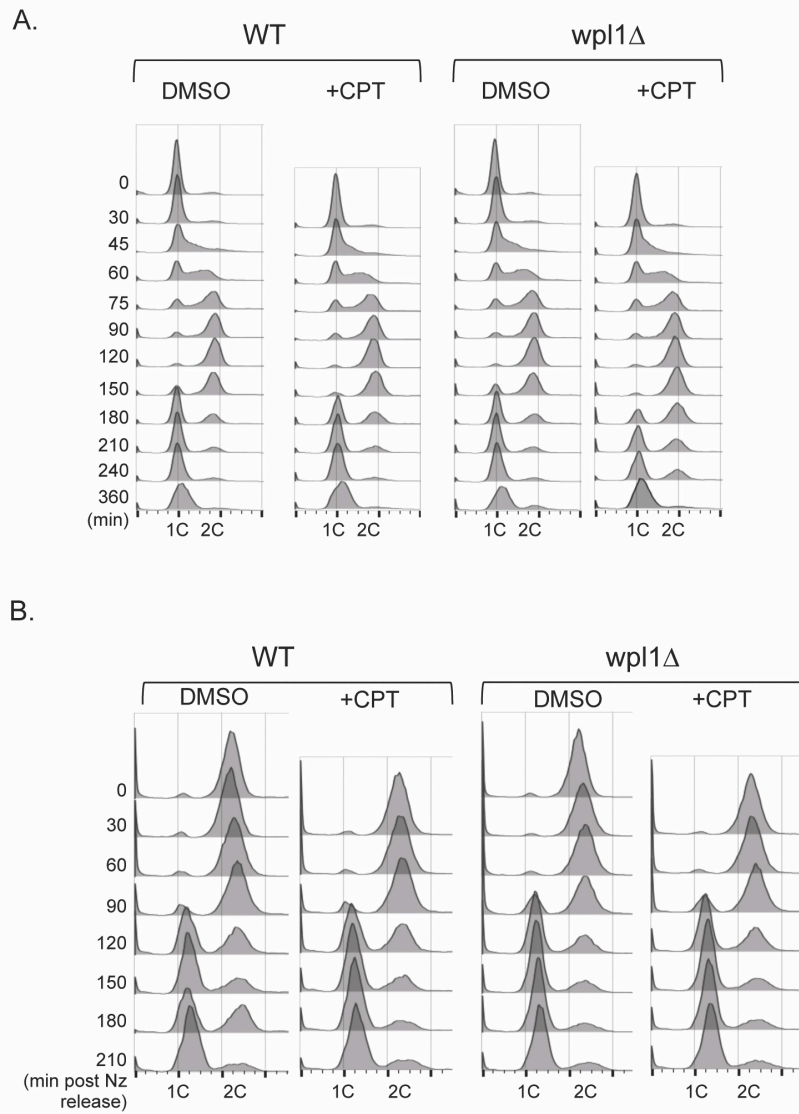 A.
WT wpl1Δ
DMSO +CPT DMSO +CPT
0
30
45
60
75
90
120
150
180
210
240
360
(min)
1C 2C 1C 2C 1C 2C 1C 2C
B.
WT wpl1Δ
DMSO +CPT DMSO +CPT
0
30
60
90
120
150
180
210
(min post Nz
release)
1C 2C 1C 2C 1C 2C 1C 2C